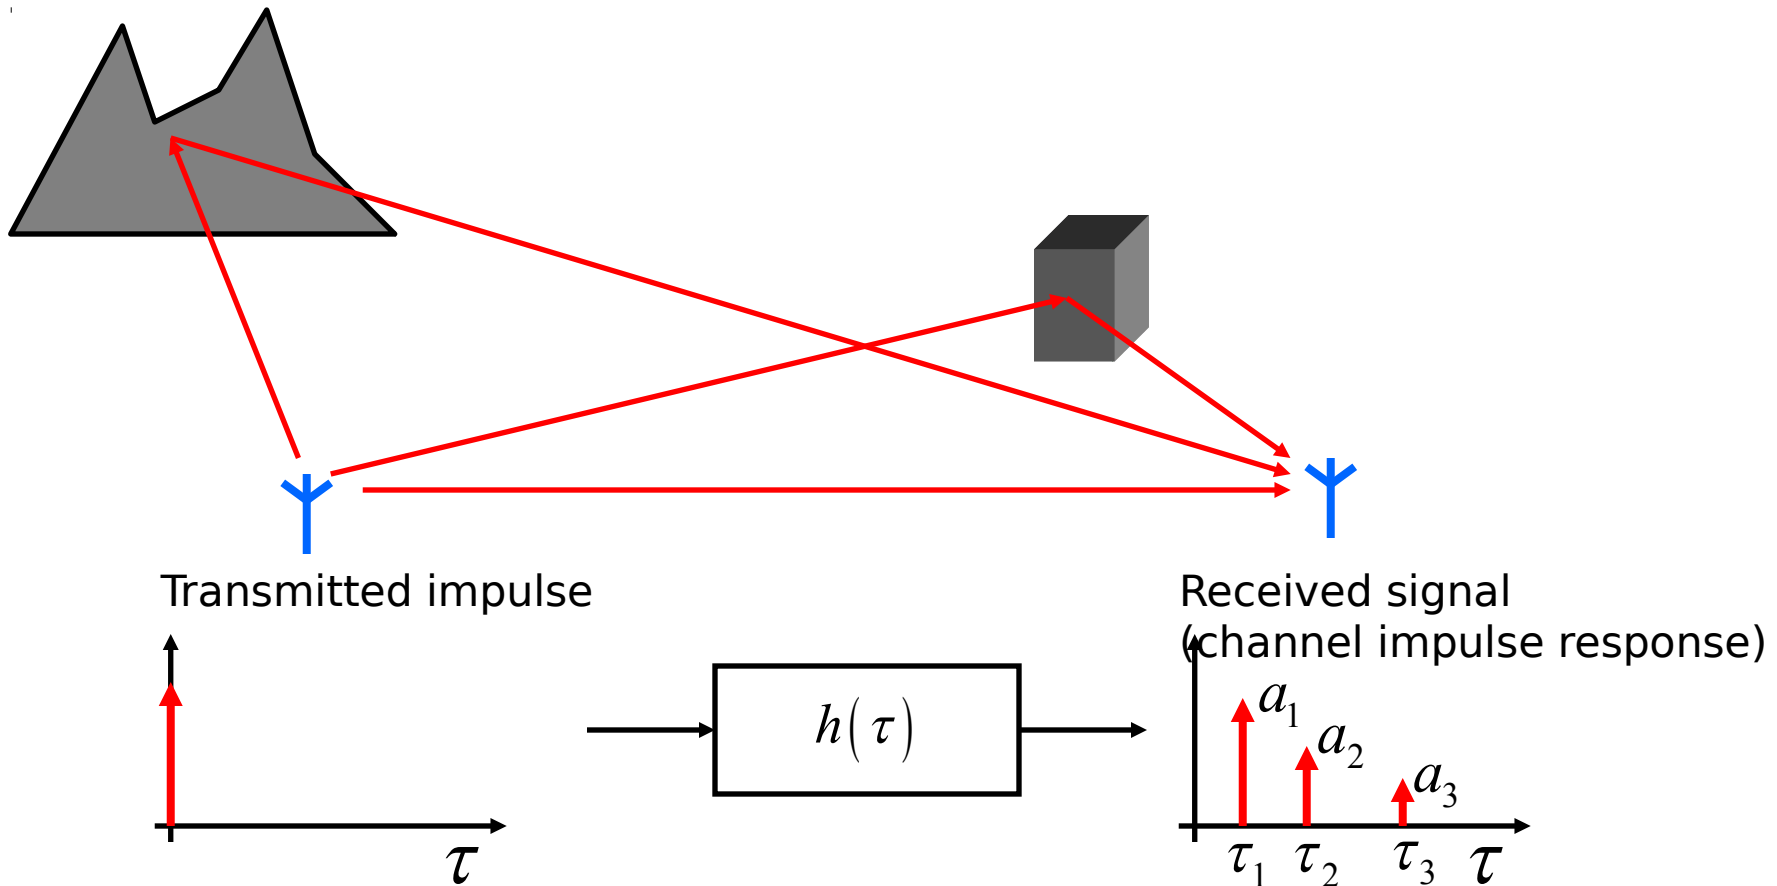 Transmitted impulse
Received signal
(channel impulse response)
h(τ)
a₁
a₂
a₃
τ
τ₁ τ₂ τ₃ τ